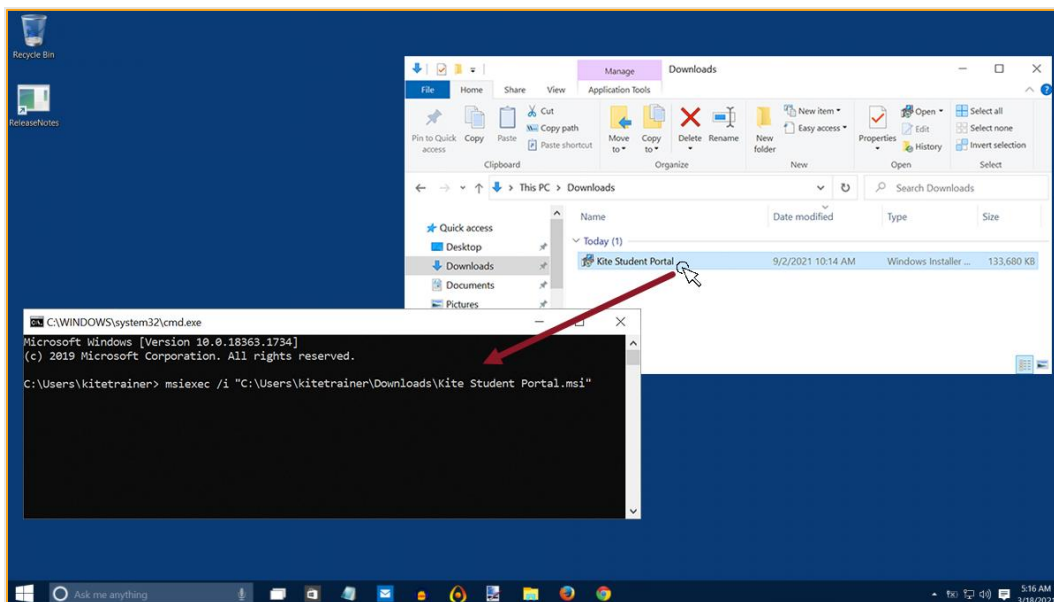 Recycle Bin
ReleaseNotes
Manage
Downloads
File
Home
Share
View
Application Tools
Pin to Quick access
Copy
Paste
Cut
Copy path
Paste shortcut
Clipboard
Move to
Copy to
Delete
Rename
Organize
New folder
New item
Easy access
New
Properties
Open
Edit
History
Open
Select all
Select none
Invert selection
Select
This PC > Downloads
Search Downloads
Quick access
Desktop
Downloads
Documents
Pictures
Name
Date modified
Type
Size
Today (1)
Kite Student Portal
9/2/2021 10:14 AM
Windows Installer ...
133,680 KB
C:\WINDOWS\system32\cmd.exe
Microsoft Windows [Version 10.0.18363.1734]
(c) 2019 Microsoft Corporation. All rights reserved.
C:\Users\kitetrainer> msiexec /i "C:\Users\kitetrainer\Downloads\Kite Student Portal.msi"
Ask me anything
5:16 AM
3/18/202